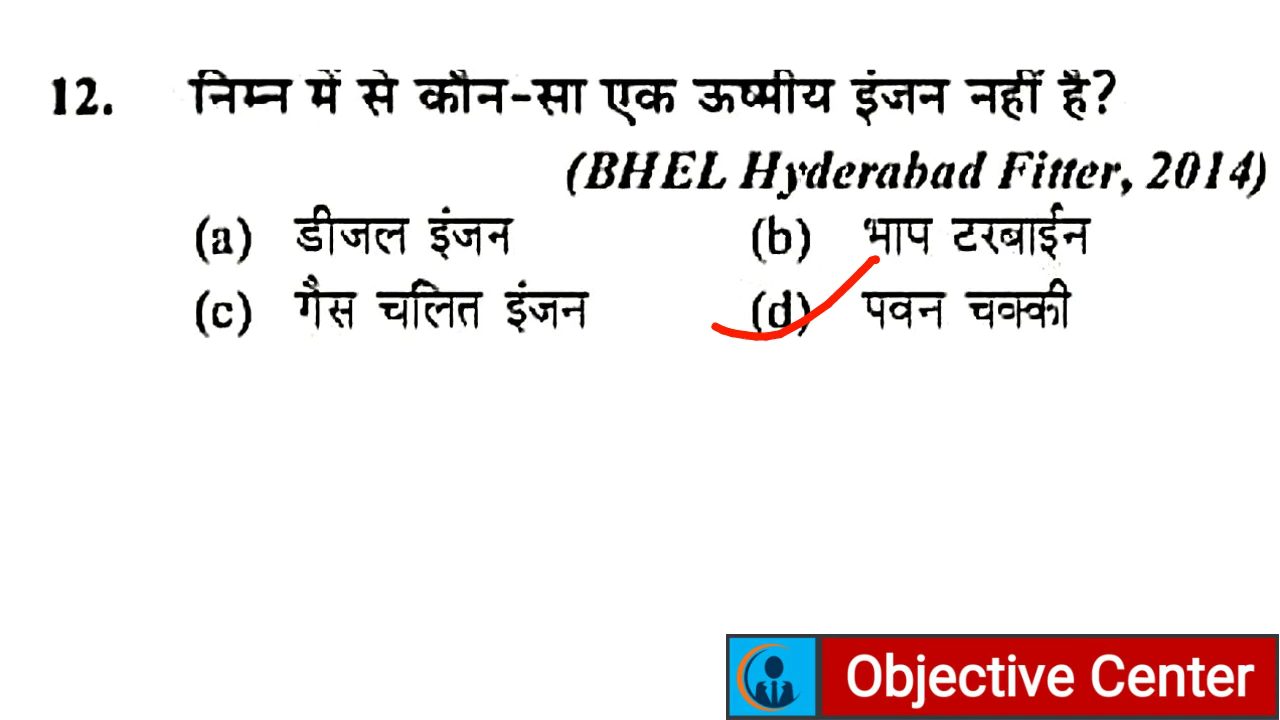 12. निम्न में से कौन-सा एक ऊष्मीय इंजन नहीं है?
(BHEL Hyderabad Fitter, 2014)
(a) डीजल इंजन (b) भाप टरबाईन
(c) गैस चलित इंजन (d) पवन चक्की
Objective Center